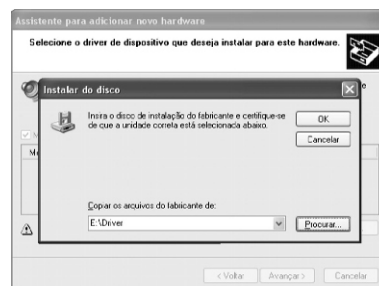 Assistente para adicionar novo hardware
Selecione o driver de dispositivo que deseja instalar para este hardware.
Instalar do disco
Insira o disco de instalação do fabricante e certifique-se
de que a unidade correta está selecionada abaixo.
OK
Cancelar
Copiar os arquivos do fabricante de:
E:\Driver
Procurar...
< Voltar
Avançar >
Cancelar